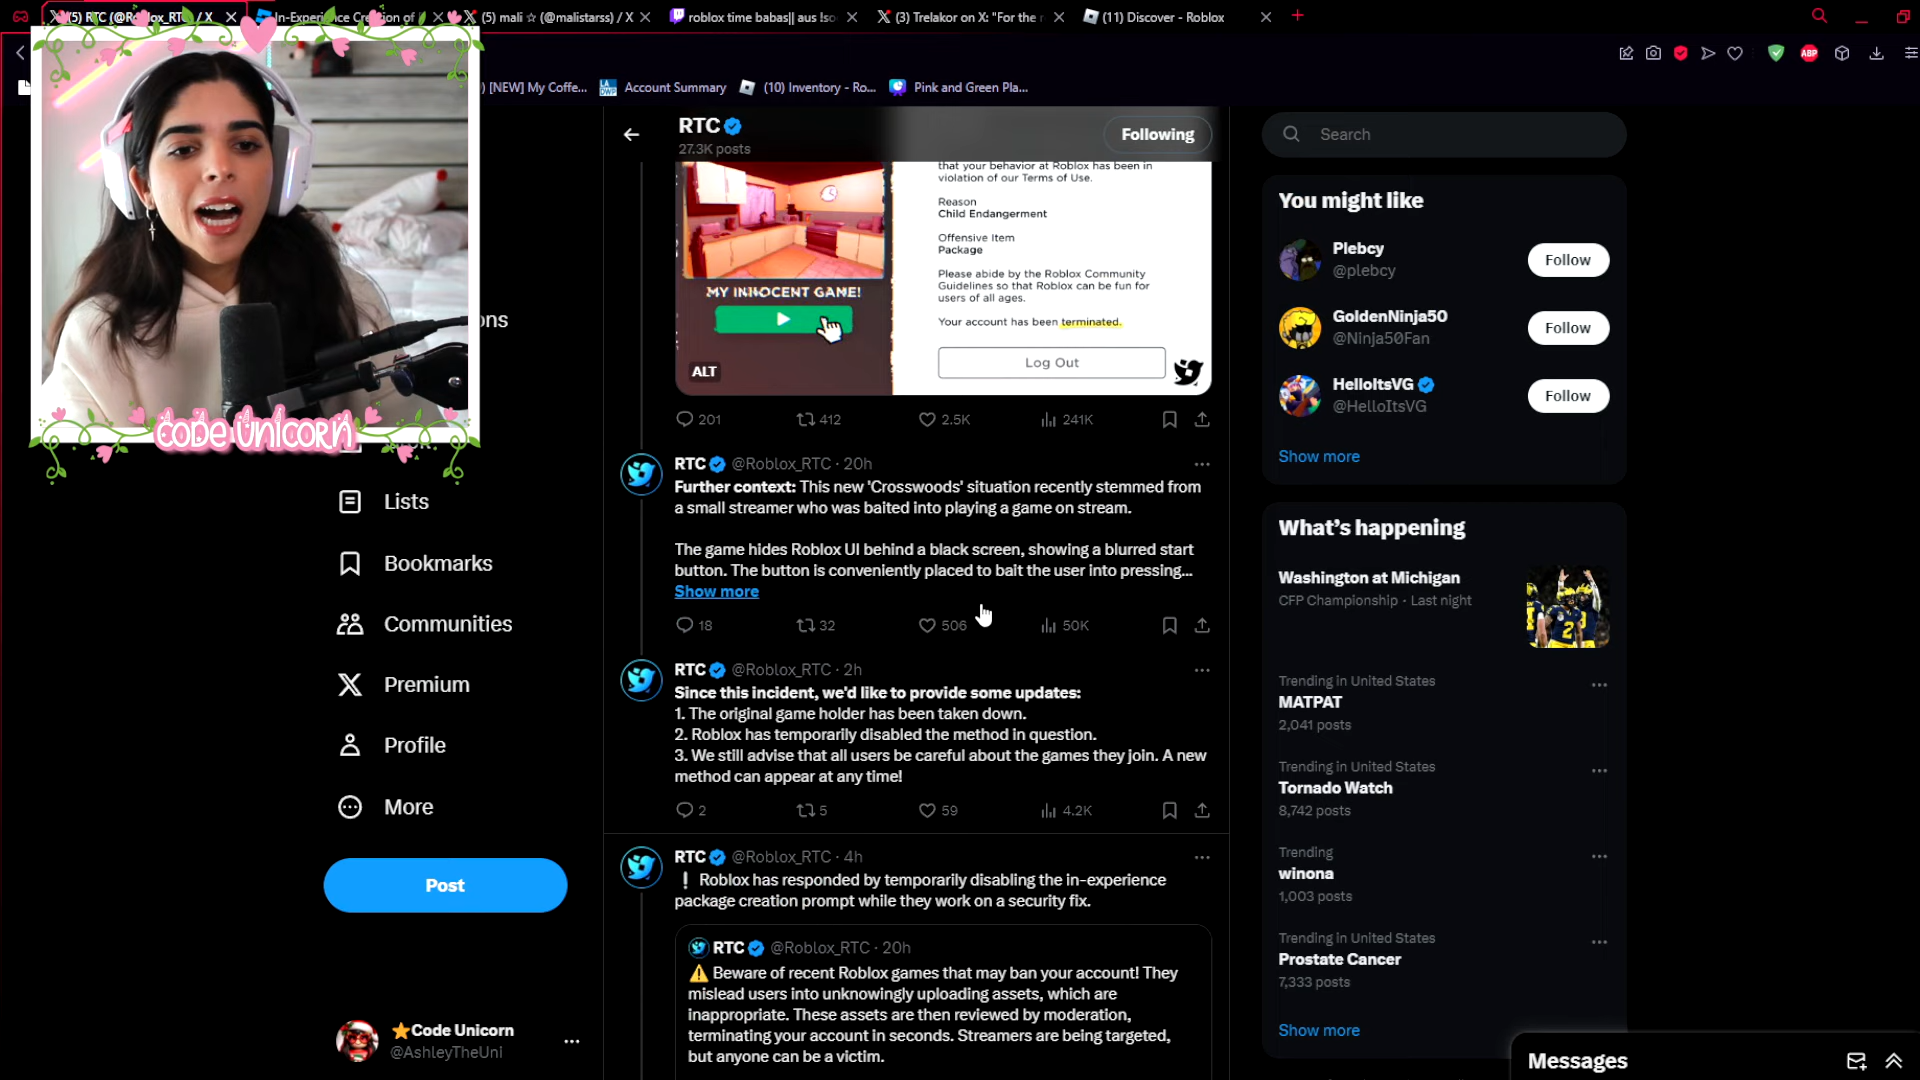 (5) RTC (@Roblox_RTC) / X
In-Experience Creation of
(5) mali ☆ (@malistarss) / X
roblox time babas|| aus !so
(3) Trelakor on X: "For the r
(11) Discover - Roblox
[NEW] My Coffe...
Account Summary
(10) Inventory - Ro...
Pink and Green Pla...
ABP
CODE UNICORN
Lists
Bookmarks
Communities
Premium
Profile
More
Post
⭐Code Unicorn
@AshleyTheUni
RTC
27.3K posts
Following
that your behavior at Roblox has been in
violation of our Terms of Use.
Reason
Child Endangerment
Offensive Item
Package
Please abide by the Roblox Community
Guidelines so that Roblox can be fun for
users of all ages.
Your account has been terminated.
Log Out
MY INNOCENT GAME!
ALT
201 412 2.5K 241K
RTC @Roblox_RTC · 20h
Further context: This new 'Crosswoods' situation recently stemmed from
a small streamer who was baited into playing a game on stream.
The game hides Roblox UI behind a black screen, showing a blurred start
button. The button is conveniently placed to bait the user into pressing...
Show more
18 32 506 50K
RTC @Roblox_RTC · 2h
Since this incident, we'd like to provide some updates:
1. The original game holder has been taken down.
2. Roblox has temporarily disabled the method in question.
3. We still advise that all users be careful about the games they join. A new
method can appear at any time!
2 5 59 4.2K
RTC @Roblox_RTC · 4h
❗ Roblox has responded by temporarily disabling the in-experience
package creation prompt while they work on a security fix.
RTC @Roblox_RTC · 20h
⚠️ Beware of recent Roblox games that may ban your account! They
mislead users into unknowingly uploading assets, which are
inappropriate. These assets are then reviewed by moderation,
terminating your account in seconds. Streamers are being targeted,
but anyone can be a victim.
Search
You might like
Plebcy
@plebcy
Follow
GoldenNinja50
@NInja50Fan
Follow
HelloItsVG
@HelloItsVG
Follow
Show more
What's happening
Washington at Michigan
CFP Championship · Last night
Trending in United States
MATPAT
2,041 posts
Trending in United States
Tornado Watch
8,742 posts
Trending
winona
1,003 posts
Trending in United States
Prostate Cancer
7,333 posts
Show more
Messages